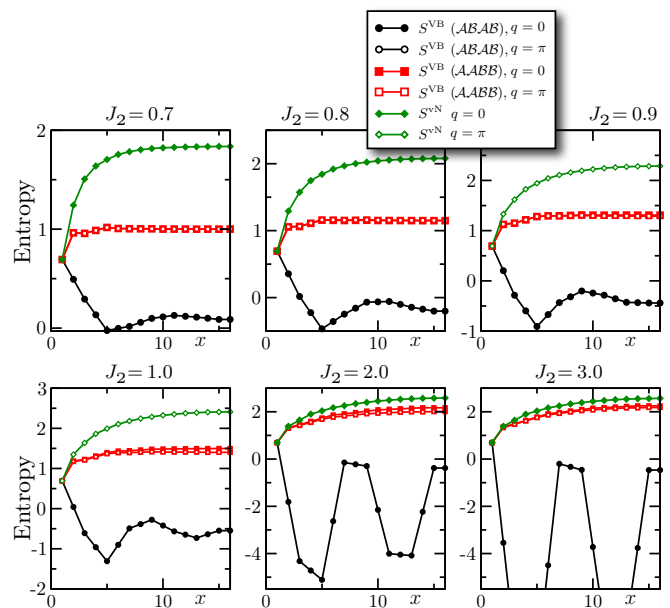 S^VB (ABAB), q = 0
S^VB (ABAB), q = π
S^VB (AABB), q = 0
S^VB (AABB), q = π
S^vN q = 0
S^vN q = π
J₂=0.7
J₂=0.8
J₂=0.9
Entropy
2
1
0
0
10
x
2
1
0
0
10
x
2
1
0
-1
0
10
x
J₂=1.0
J₂=2.0
J₂=3.0
Entropy
3
2
1
0
-1
-2
0
10
x
2
0
-2
-4
0
10
x
2
0
-2
-4
0
10
x